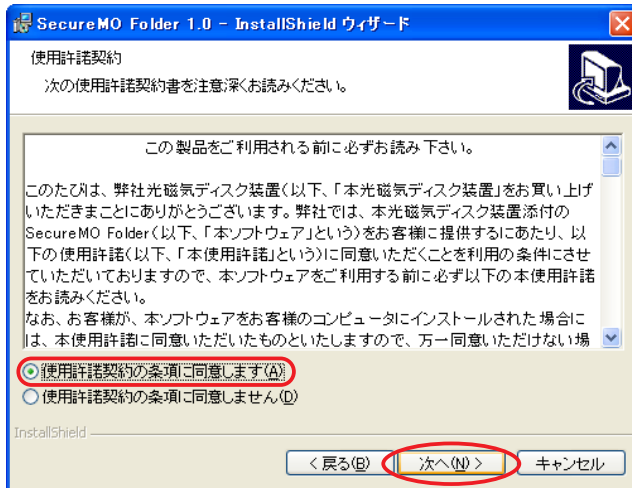 SecureMO Folder 1.0 - InstallShield ウィザード
使用許諾契約
次の使用許諾契約書を注意深くお読みください。
この製品をご利用される前に必ずお読み下さい。
このたびは、弊社光磁気ディスク装置(以下、「本光磁気ディスク装置」をお買い上げ
いただきまことにありがとうございます。弊社では、本光磁気ディスク装置添付の
SecureMO Folder(以下、「本ソフトウェア」という)をお客様に提供するにあたり、以
下の使用許諾(以下、「本使用許諾」という)に同意いただくことを利用の条件にさせ
ていただいておりますので、本ソフトウェアをご利用する前に必ず以下の本使用許諾
をお読みください。
なお、お客様が、本ソフトウェアをお客様のコンピュータにインストールされた場合に
は、本使用許諾に同意いただいたものといたしますので、万一同意いただけない場
使用許諾契約の条項に同意します(A)
使用許諾契約の条項に同意しません(D)
InstallShield
< 戻る(B)
次へ(N) >
キャンセル